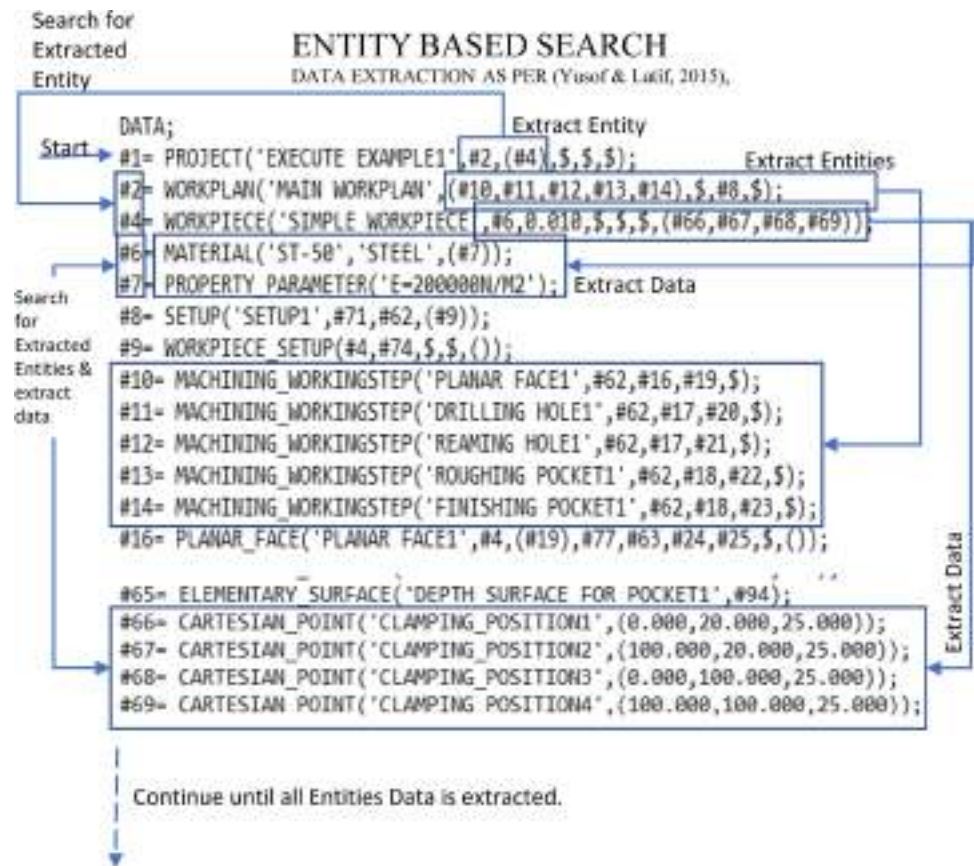 Search for
Extracted
Entity
ENTITY BASED SEARCH
DATA EXTRACTION AS PER (Yusof & Latif, 2015),
DATA;
Extract Entity
Start
#1= PROJECT('EXECUTE EXAMPLE1',#2,(#4),$,$,$);
Extract Entities
#2= WORKPLAN('MAIN WORKPLAN',(#10,#11,#12,#13,#14),$,#8,$);
#4= WORKPIECE('SIMPLE WORKPIECE',#6,0.010,$,$,$,(#66,#67,#68,#69));
#6= MATERIAL('ST-50','STEEL',(#7));
#7= PROPERTY_PARAMETER('E=200000N/M2');
Extract Data
Search
for
Extracted
Entities &
extract
data
#8= SETUP('SETUP1',#71,#62,(#9));
#9= WORKPIECE_SETUP(#4,#74,$,$,());
#10= MACHINING_WORKINGSTEP('PLANAR FACE1',#62,#16,#19,$);
#11= MACHINING_WORKINGSTEP('DRILLING HOLE1',#62,#17,#20,$);
#12= MACHINING_WORKINGSTEP('REAMING HOLE1',#62,#17,#21,$);
#13= MACHINING_WORKINGSTEP('ROUGHING POCKET1',#62,#18,#22,$);
#14= MACHINING_WORKINGSTEP('FINISHING POCKET1',#62,#18,#23,$);
#16= PLANAR_FACE('PLANAR FACE1',#4,(#19),#77,#63,#24,#25,$,());
Extract Data
#65= ELEMENTARY_SURFACE('DEPTH SURFACE FOR POCKET1',#94);
#66= CARTESIAN_POINT('CLAMPING_POSITION1',(0.000,20.000,25.000));
#67= CARTESIAN_POINT('CLAMPING_POSITION2',(100.000,20.000,25.000));
#68= CARTESIAN_POINT('CLAMPING_POSITION3',(0.000,100.000,25.000));
#69= CARTESIAN POINT('CLAMPING POSITION4',(100.000,100.000,25.000));
Continue until all Entities Data is extracted.